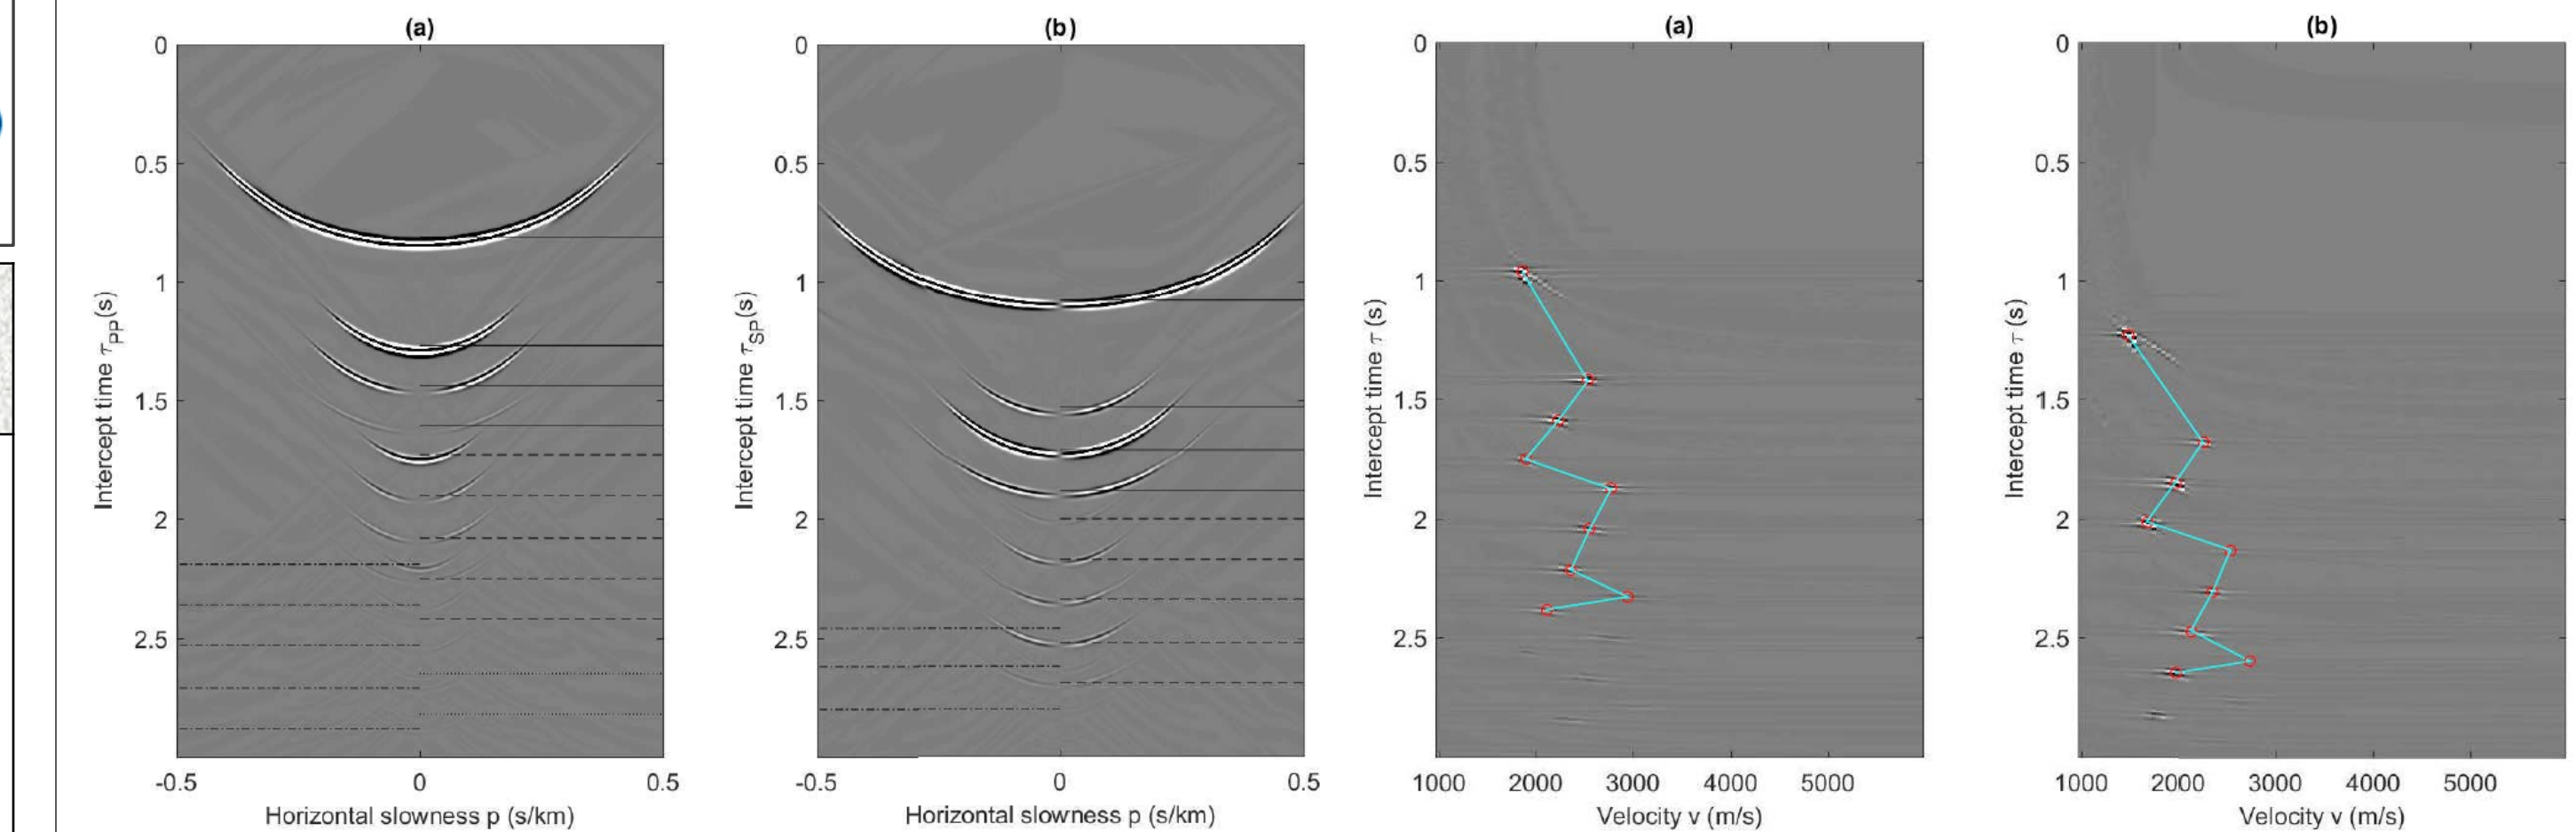 (a)
0
0.5
1
1.5
2
2.5
-0.5
0
0.5
Intercept time τPP(s)
Horizontal slowness p (s/km)
(b)
0
0.5
1
1.5
2
2.5
-0.5
0
0.5
Intercept time τSP(s)
Horizontal slowness p (s/km)
(a)
0
0.5
1
1.5
2
2.5
1000 2000 3000 4000 5000
Intercept time τ (s)
Velocity v (m/s)
(b)
0
0.5
1
1.5
2
2.5
1000 2000 3000 4000 5000
Intercept time τ (s)
Velocity v (m/s)